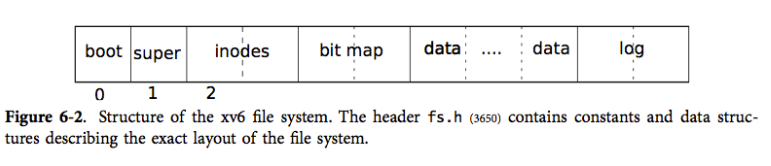 boot super inodes bit map data .... data log
0 1 2
Figure 6-2. Structure of the xv6 file system. The header fs.h (3650) contains constants and data struc-
tures describing the exact layout of the file system.